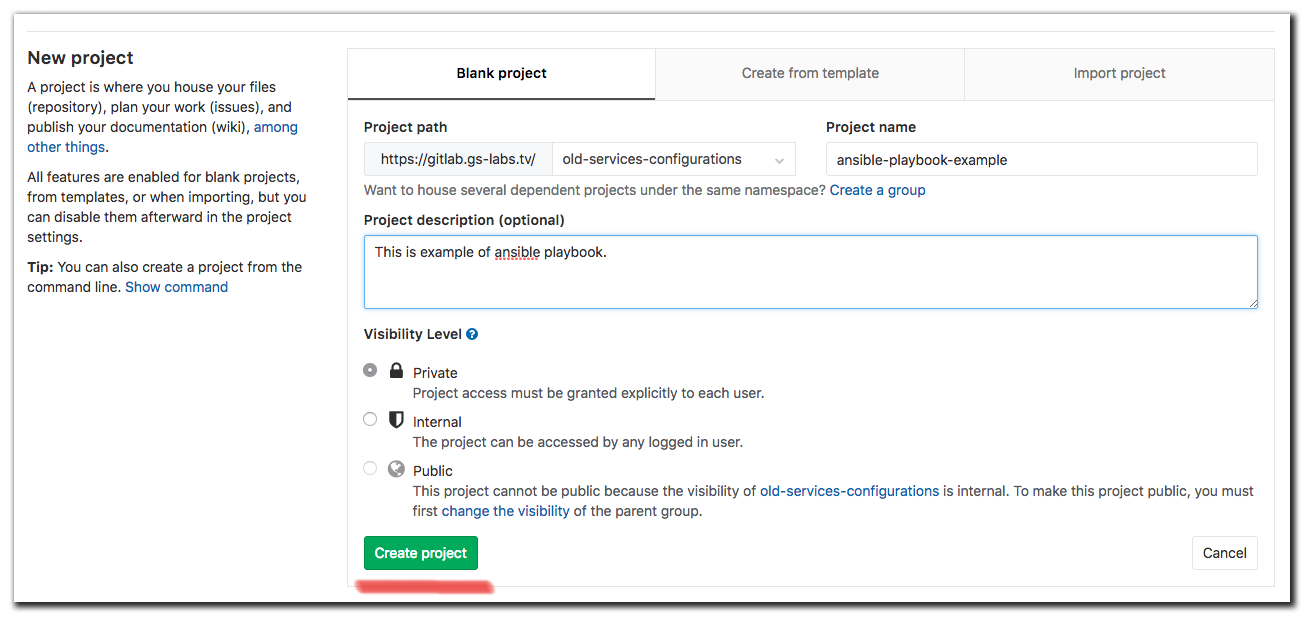 New project
A project is where you house your files
(repository), plan your work (issues), and
publish your documentation (wiki), among
other things.
All features are enabled for blank projects,
from templates, or when importing, but you
can disable them afterward in the project
settings.
Tip: You can also create a project from the
command line. Show command
Blank project
Create from template
Import project
Project path
Project name
https://gitlab.gs-labs.tv/
old-services-configurations
ansible-playbook-example
Want to house several dependent projects under the same namespace? Create a group
Project description (optional)
This is example of ansible playbook.
Visibility Level ?
Private
Project access must be granted explicitly to each user.
Internal
The project can be accessed by any logged in user.
Public
This project cannot be public because the visibility of old-services-configurations is internal. To make this project public, you must
first change the visibility of the parent group.
Create project
Cancel